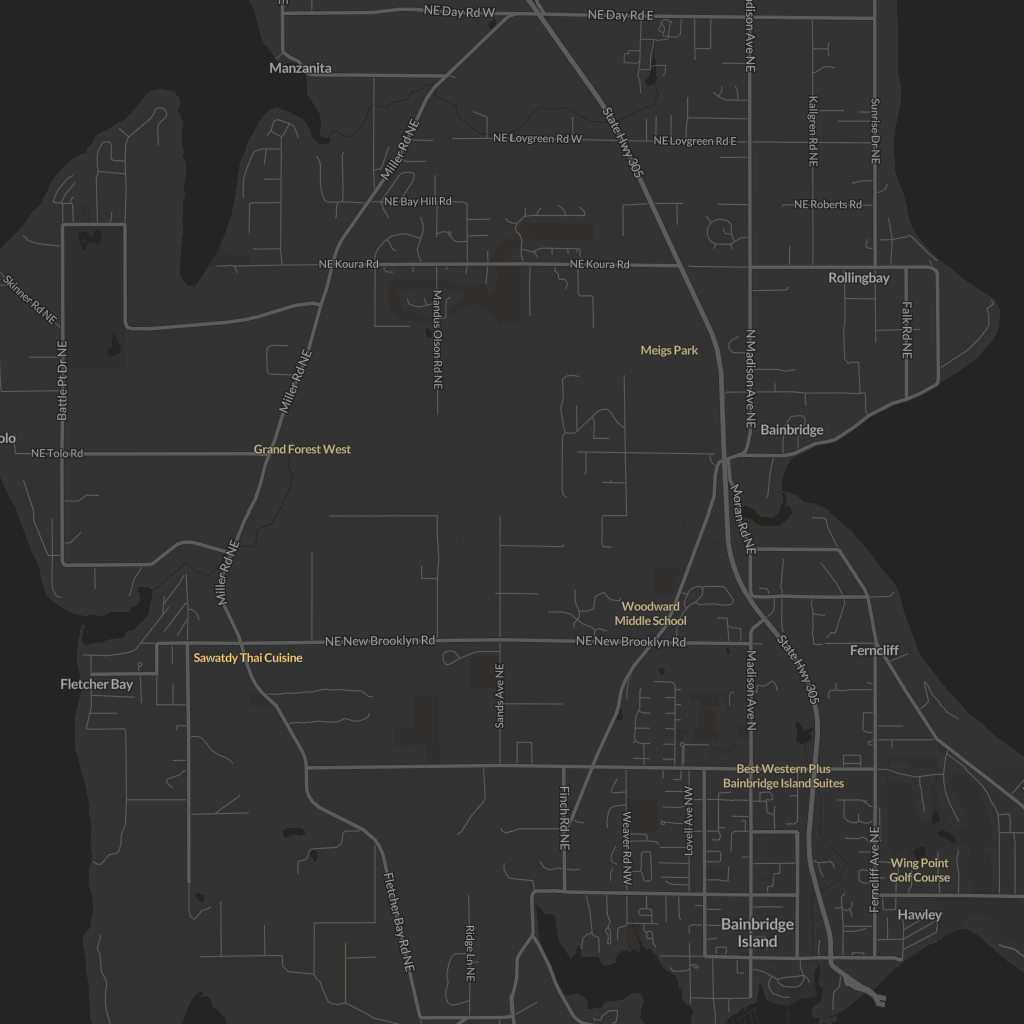 NE Day Rd W
NE Day Rd E
Madison Ave NE
Manzanita
Miller Rd NE
State Hwy 305
Kallgren Rd NE
Sunrise Dr NE
NE Lovgreen Rd W
NE Lovgreen Rd E
NE Bay Hill Rd
NE Roberts Rd
NE Koura Rd
NE Koura Rd
Rollingbay
Skinner Rd NE
Mandus Olson Rd NE
Falk Rd NE
Meigs Park
Battle Pt Dr NE
Miller Rd NE
N Madison Ave NE
Bainbridge
olo
NE Tolo Rd
Grand Forest West
Moran Rd NE
Miller Rd NE
Woodward
Middle School
NE New Brooklyn Rd
NE New Brooklyn Rd
Ferncliff
Sawatdy Thai Cuisine
State Hwy 305
Fletcher Bay
Sands Ave NE
Madison Ave N
Best Western Plus
Bainbridge Island Suites
Finch Rd NE
Weaver Rd NW
Lovell Ave NW
Ferncliff Ave NE
Wing Point
Golf Course
Fletcher Bay Rd NE
Hawley
Bainbridge
Island
Ridge Ln NE